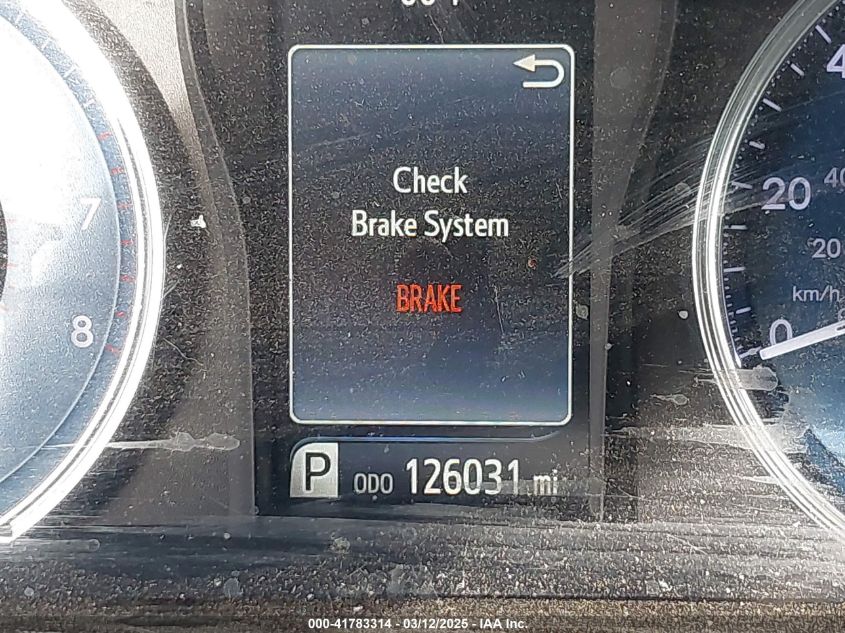 7
8
Check
Brake System
BRAKE
P ODO 126031 mi
4
20
40
20
km/h
0
000-41783314 - 03/12/2025 - IAA Inc.